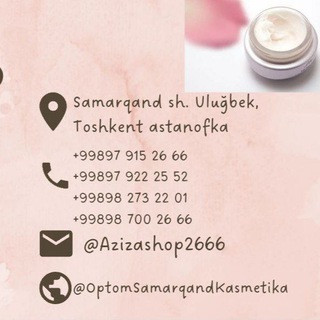 Samarqand sh. Uluğbek,
Toshkent astanofka
+99897 915 26 66
+99897 922 25 52
+99898 273 22 01
+99898 700 26 66
@Azizashop2666
@OptomSamarqandKasmetika